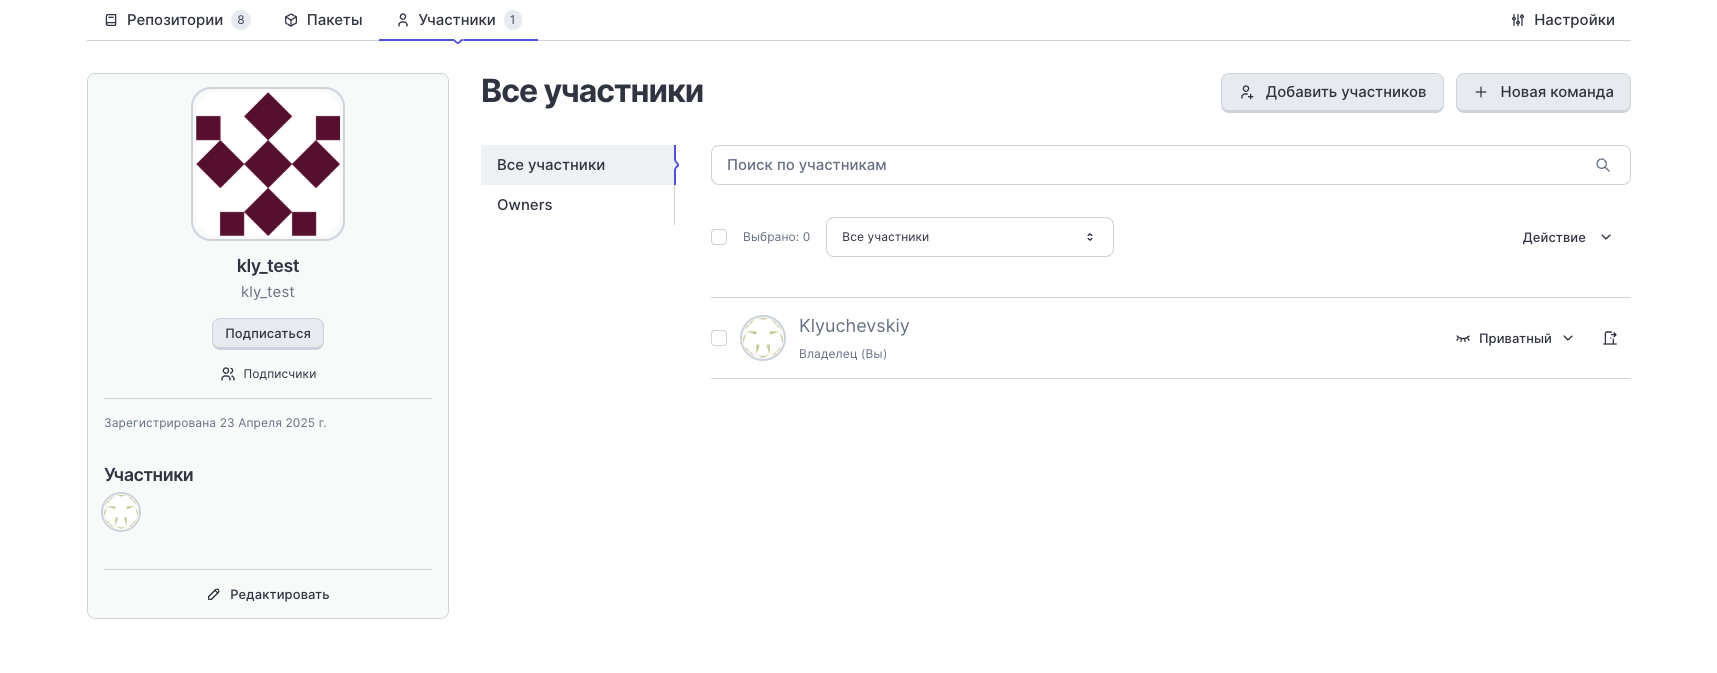 Репозитории 8 Пакеты Участники 1 Настройки
kly_test
kly_test
Подписаться
Подписчики
Зарегистрирована 23 Апреля 2025 г.
Участники
Редактировать
Все участники
Добавить участников
Новая команда
Все участники
Owners
Поиск по участникам
Выбрано: 0 Все участники Действие
Klyuchevskiy
Владелец (Вы)
Приватный